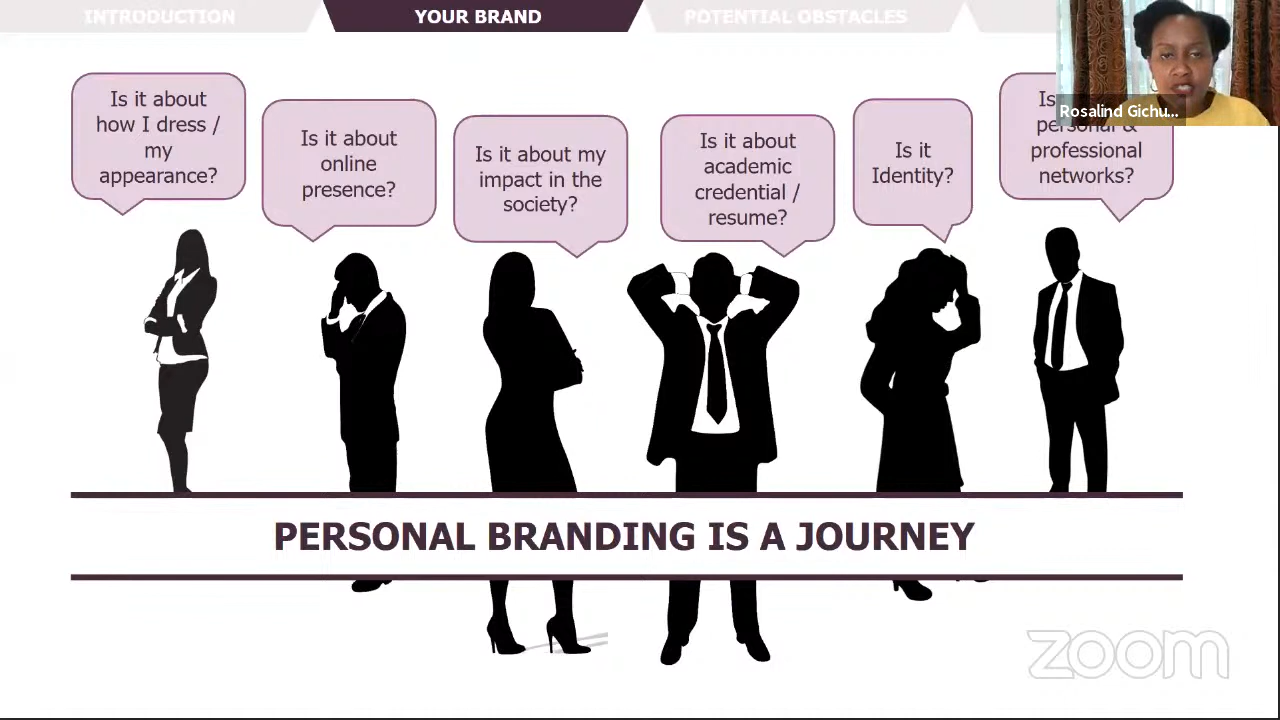 INTRODUCTION
YOUR BRAND
POTENTIAL OBSTACLES
Is it about
how I dress /
my
appearance?
Is it about
online
presence?
Is it about my
impact in the
society?
Is it about
academic
credential /
resume?
Is it
Identity?
Is
personal &
professional
networks?
Rosalind Gichu...
PERSONAL BRANDING IS A JOURNEY
zoom